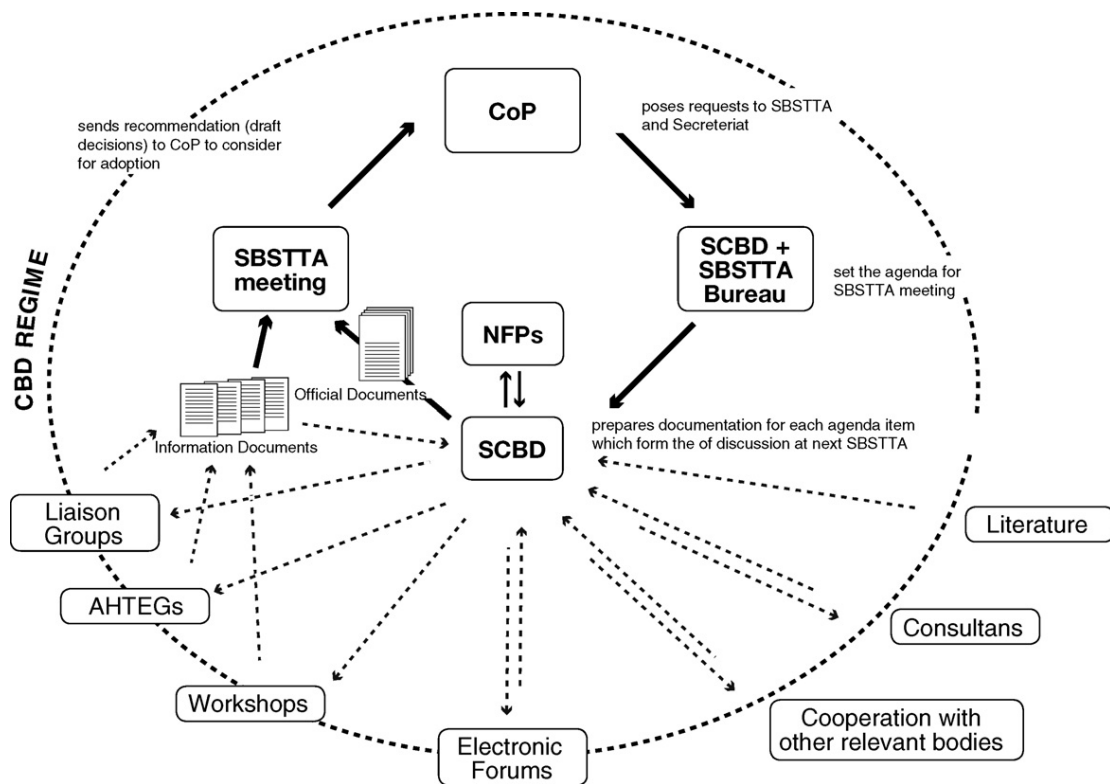 CoP
sends recommendation (draft
decisions) to CoP to consider
for adoption
poses requests to SBSTTA
and Secreteriat
SBSTTA
meeting
SCBD +
SBSTTA
Bureau
set the agenda for
SBSTTA meeting
CBD REGIME
NFPs
Official Documents
Information Documents
SCBD
prepares documentation for each agenda item
which form the of discussion at next SBSTTA
Liaison
Groups
Literature
AHTEGs
Consultans
Workshops
Cooperation with
other relevant bodies
Electronic
Forums